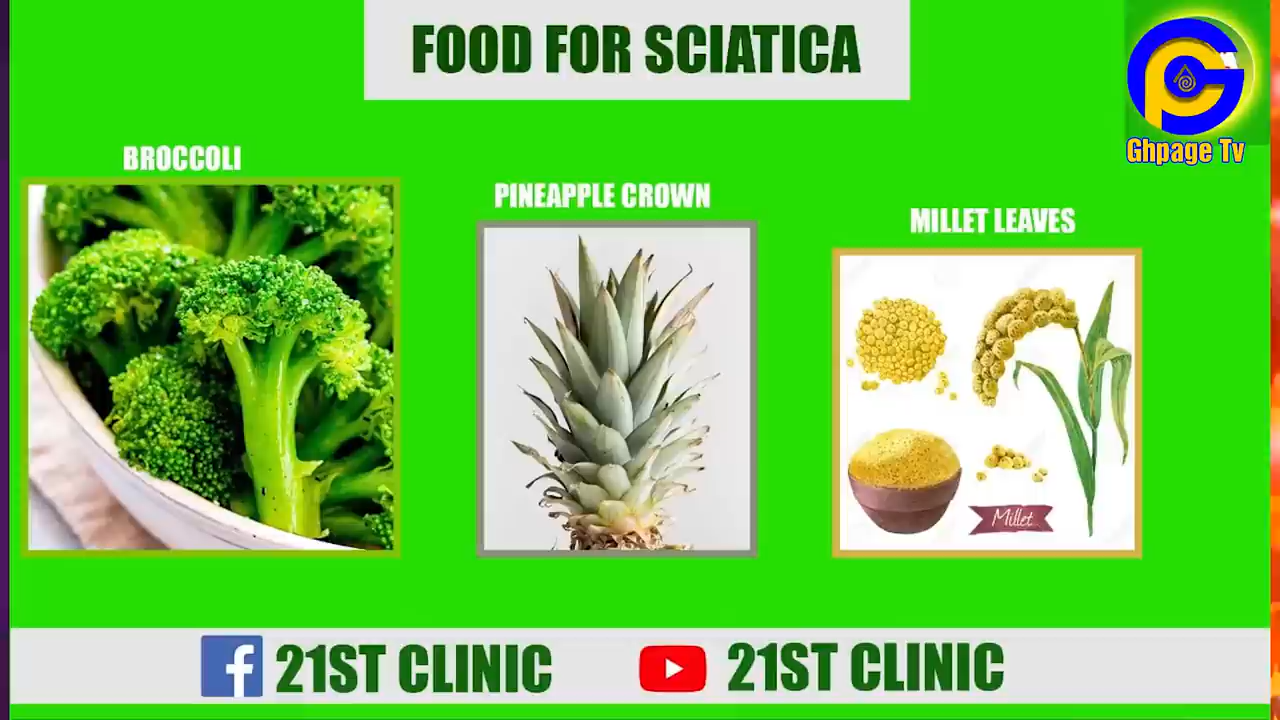 FOOD FOR SCIATICA
Ghpage Tv
BROCCOLI
PINEAPPLE CROWN
MILLET LEAVES
Millet
21ST CLINIC
21ST CLINIC